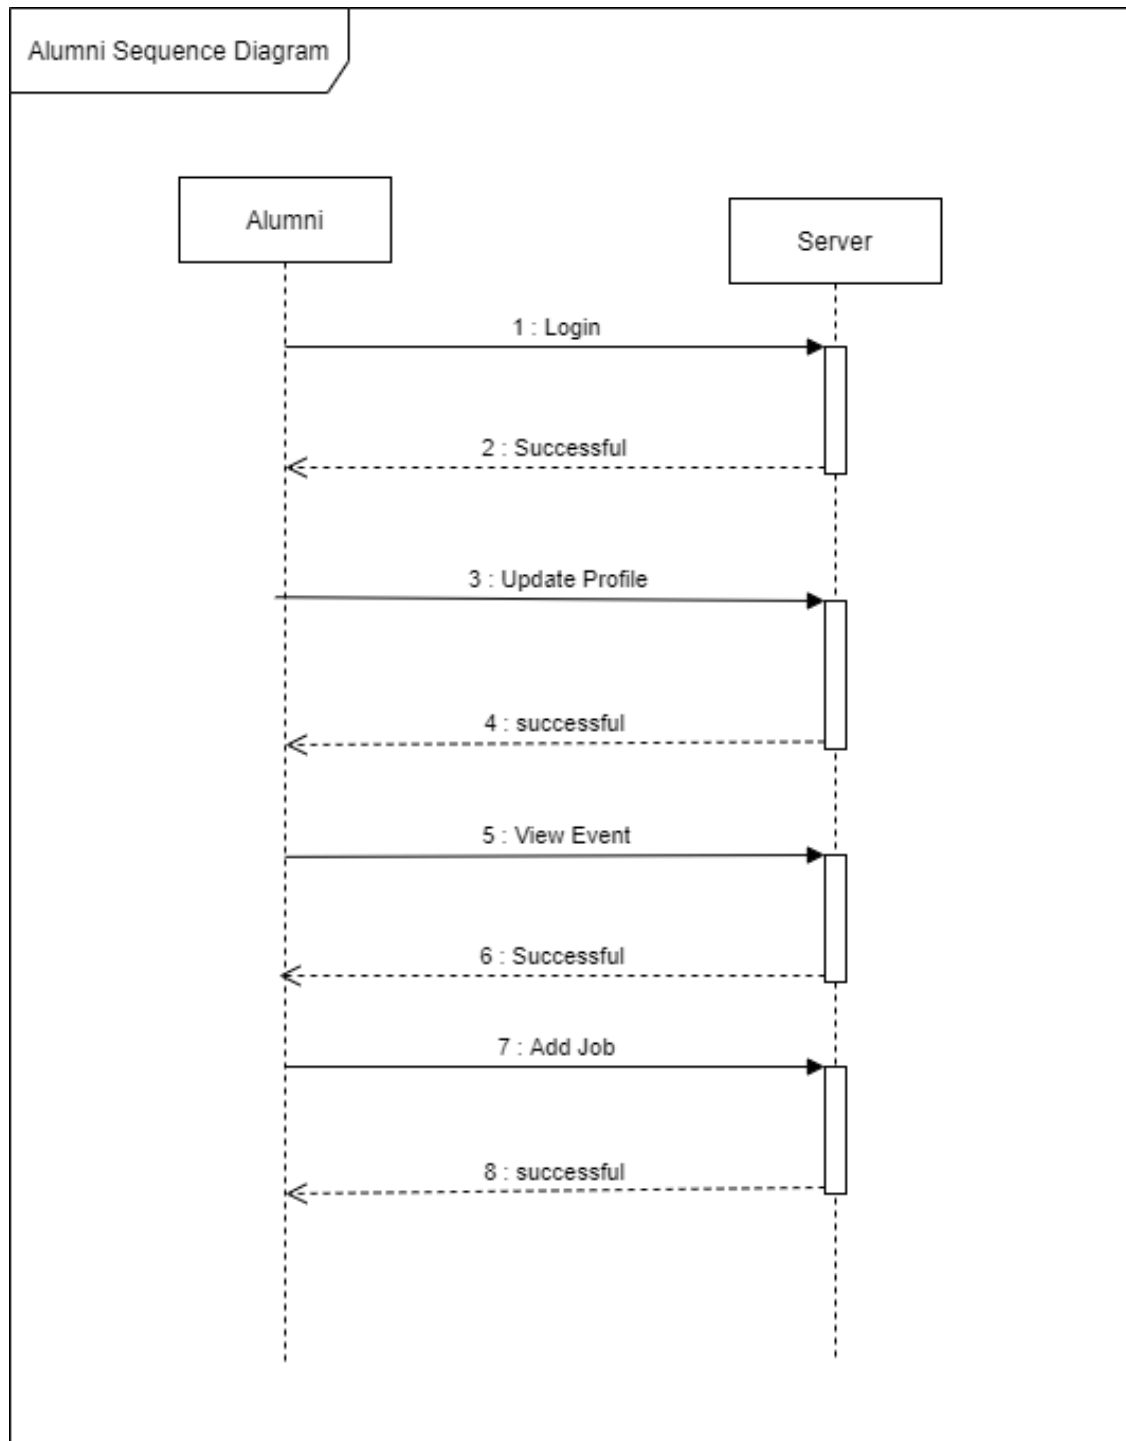 Alumni Sequence Diagram
Alumni
Server
1 : Login
2 : Successful
3 : Update Profile
4 : successful
5 : View Event
6 : Successful
7 : Add Job
8 : successful